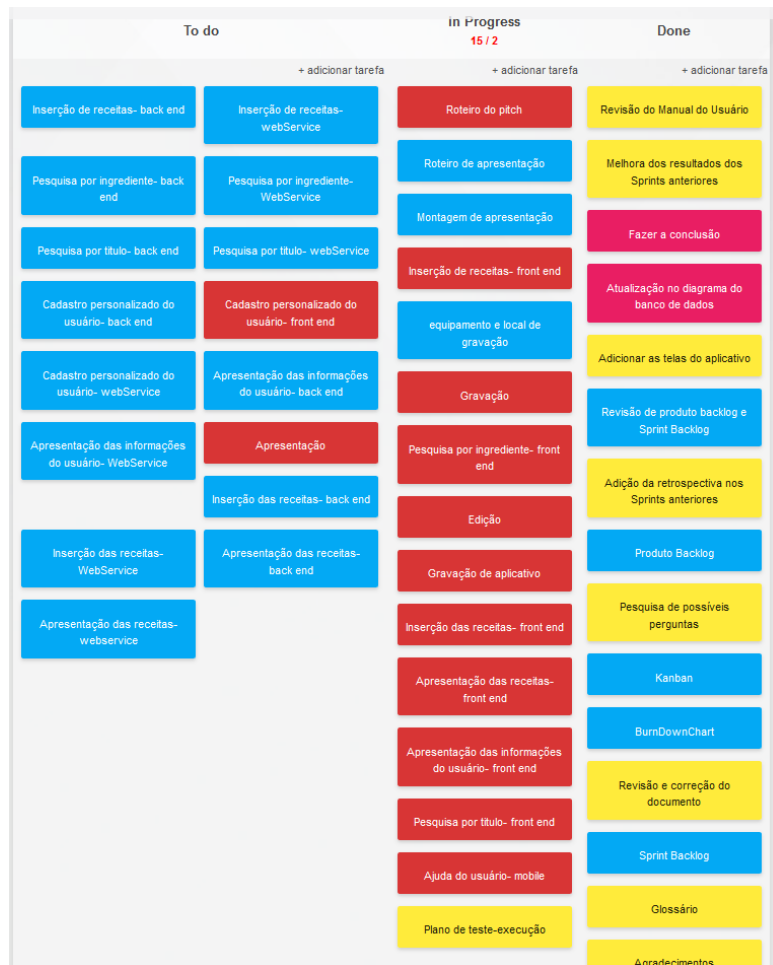 To do
+ adicionar tarefa
Inserção de receitas- back end
Inserção de receitas-
webService
Pesquisa por ingrediente- back
end
Pesquisa por ingrediente-
WebService
Pesquisa por titulo- back end
Pesquisa por titulo- webService
Cadastro personalizado do
usuário- back end
Cadastro personalizado do
usuário- front end
Cadastro personalizado do
usuário- webService
Apresentação das informações
do usuário- back end
Apresentação das informações
do usuário- WebService
Apresentação
Inserção das receitas- back end
Inserção das receitas-
WebService
Apresentação das receitas-
back end
Apresentação das receitas-
webservice
In Progress
15 / 2
+ adicionar tarefa
Roteiro do pitch
Roteiro de apresentação
Montagem de apresentação
Inserção de receitas- front end
equipamento e local de
gravação
Gravação
Pesquisa por ingrediente- front
end
Edição
Gravação de aplicativo
Inserção das receitas- front end
Apresentação das receitas-
front end
Apresentação das informações
do usuário- front end
Pesquisa por titulo- front end
Ajuda do usuário- mobile
Plano de teste-execução
Done
+ adicionar tarefa
Revisão do Manual do Usuário
Melhora dos resultados dos
Sprints anteriores
Fazer a conclusão
Atualização no diagrama do
banco de dados
Adicionar as telas do aplicativo
Revisão de produto backlog e
Sprint Backlog
Adição da retrospectiva nos
Sprints anteriores
Produto Backlog
Pesquisa de possíveis
perguntas
Kanban
BurnDownChart
Revisão e correção do
documento
Sprint Backlog
Glossário
Agradecimentos